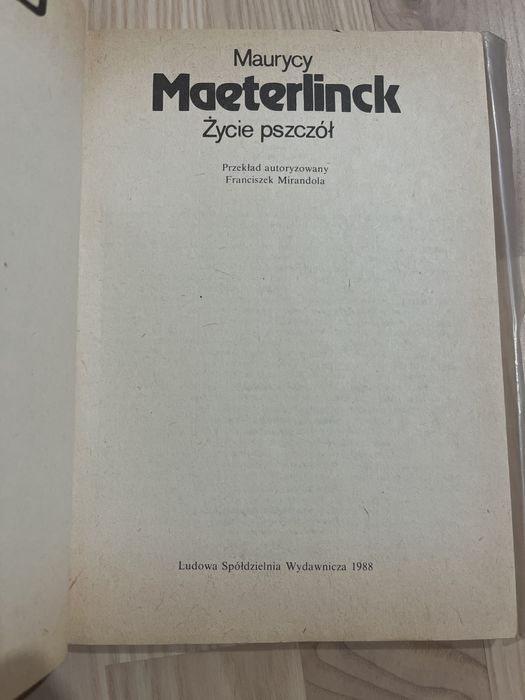 Maurycy
Maeterlinck
Życie pszczół
Przekład autoryzowany
Franciszek Mirandola
Ludowa Spółdzielnia Wydawnicza 1988